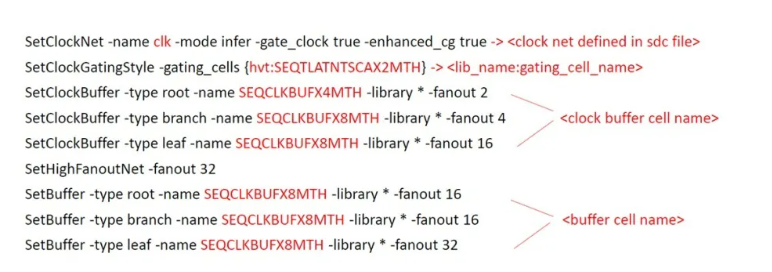 SetClockNet -name clk -mode infer -gate_clock true -enhanced_cg true -> <clock net defined in sdc file>
SetClockGatingStyle -gating_cells {hvt:SEQTLATNTSCAX2MTH} -> <lib_name:gating_cell_name>
SetClockBuffer -type root -name SEQCLKBUFX4MTH -library * -fanout 2
SetClockBuffer -type branch -name SEQCLKBUFX8MTH -library * -fanout 4
<clock buffer cell name>
SetClockBuffer -type leaf -name SEQCLKBUFX8MTH -library * -fanout 16
SetHighFanoutNet -fanout 32
SetBuffer -type root -name SEQCLKBUFX8MTH -library * -fanout 16
SetBuffer -type branch -name SEQCLKBUFX8MTH -library * -fanout 16
<buffer cell name>
SetBuffer -type leaf -name SEQCLKBUFX8MTH -library * -fanout 32